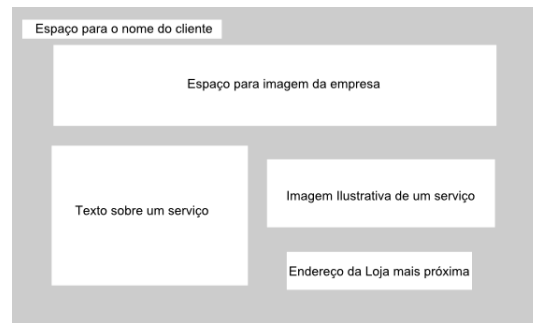 Espaço para o nome do cliente
Espaço para imagem da empresa
Texto sobre um serviço
Imagem Ilustrativa de um serviço
Endereço da Loja mais próxima